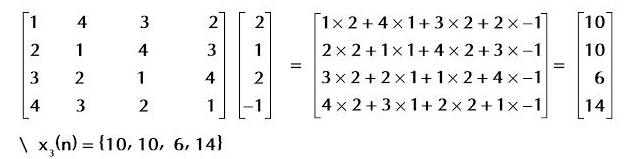 1 4 3 2 2 1×2+4×1+3×2+2×−1 10
2 1 4 3 1 2×2+1×1+4×2+3×−1 10
= =
3 2 1 4 2 3×2+2×1+1×2+4×−1 6
4 3 2 1 −1 4×2+3×1+2×2+1×−1 14
\ x₃(n) = {10, 10, 6, 14}